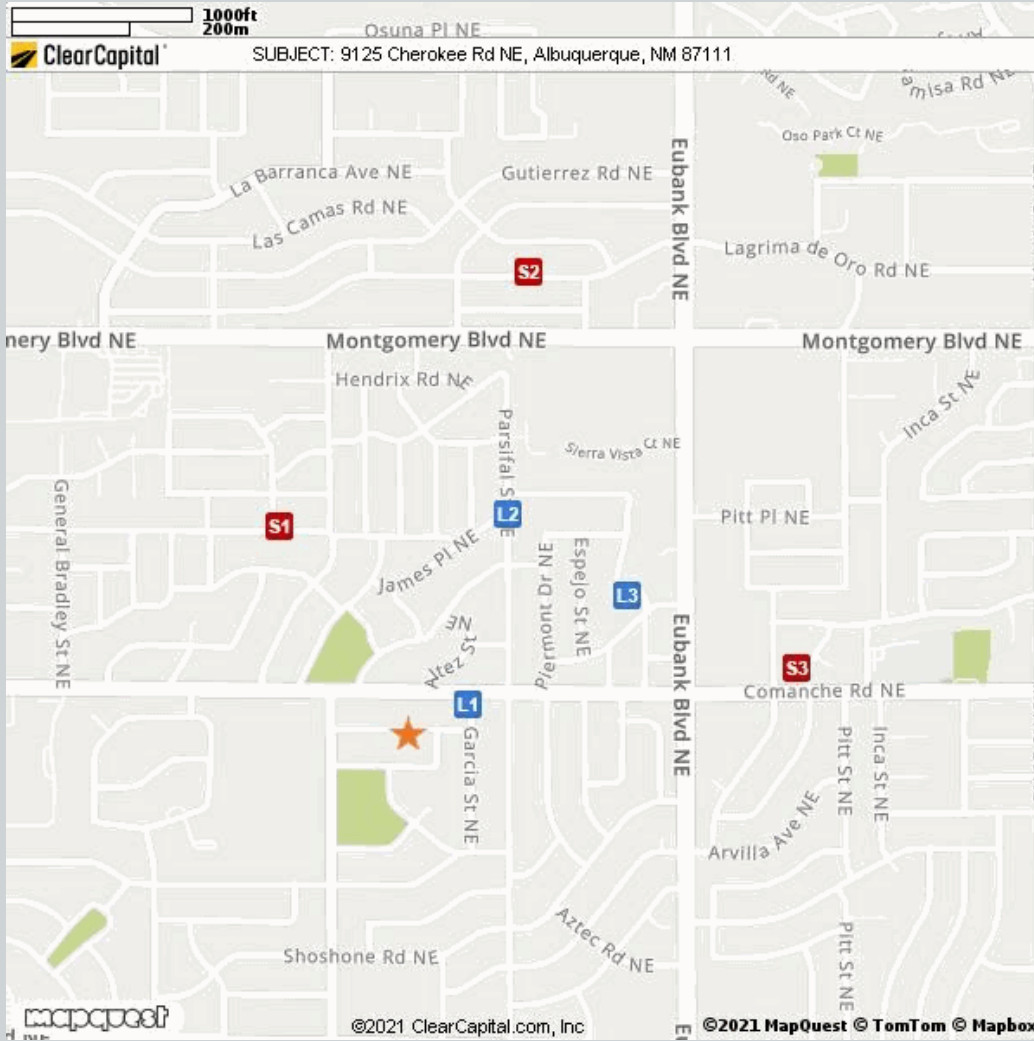 1000ft
200m
Osuna Pl NE
ClearCapital
SUBJECT: 9125 Cherokee Rd NE, Albuquerque, NM 87111
Rd NE
amisa Rd NE
Oso Park Ct NE
La Barranca Ave NE
Gutierrez Rd NE
Eubank Blvd NE
Las Camas Rd NE
Lagrima de Oro Rd NE
S2
mery Blvd NE
Montgomery Blvd NE
Montgomery Blvd NE
Hendrix Rd NE
Inca St NE
Parsifal St NE
Sierra Vista Ct NE
General Bradley St NE
S1
L2
Pitt Pl NE
James Pl NE
Piermont Dr NE
Espejo St NE
L3
Altez St NE
Eubank Blvd NE
S3
Comanche Rd NE
L1
Garcia St NE
Pitt St NE
Inca St NE
Arvilla Ave NE
Aztec Rd NE
Pitt St NE
Shoshone Rd NE
mapquest
©2021 ClearCapital.com, Inc
©2021 MapQuest © TomTom © Mapbox